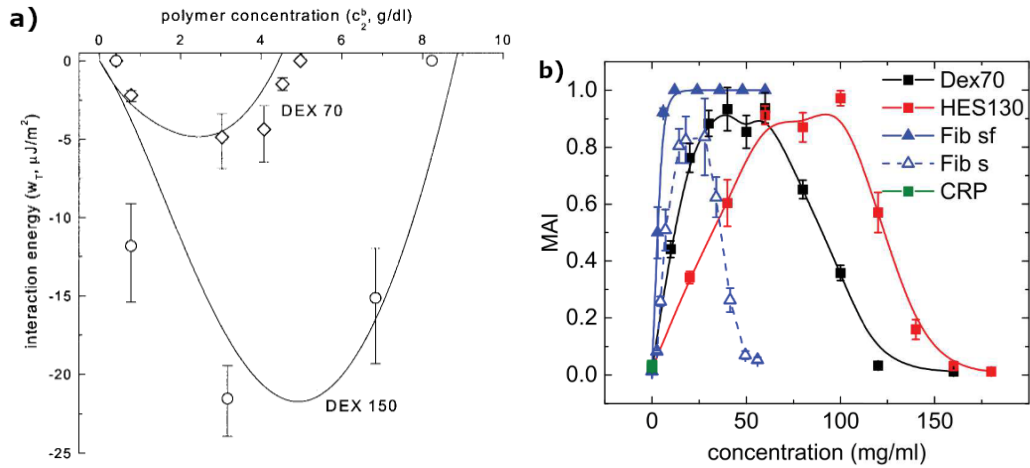 a)
polymer concentration (c₂ᵇ, g/dl)
0 2 4 6 8 10
interaction energy (wT, μJ/m²)
0
-5
-10
-15
-20
-25
DEX 70
DEX 150
b)
MAI
1.0
0.8
0.6
0.4
0.2
0.0
Dex70
HES130
Fib sf
Fib s
CRP
0 50 100 150
concentration (mg/ml)